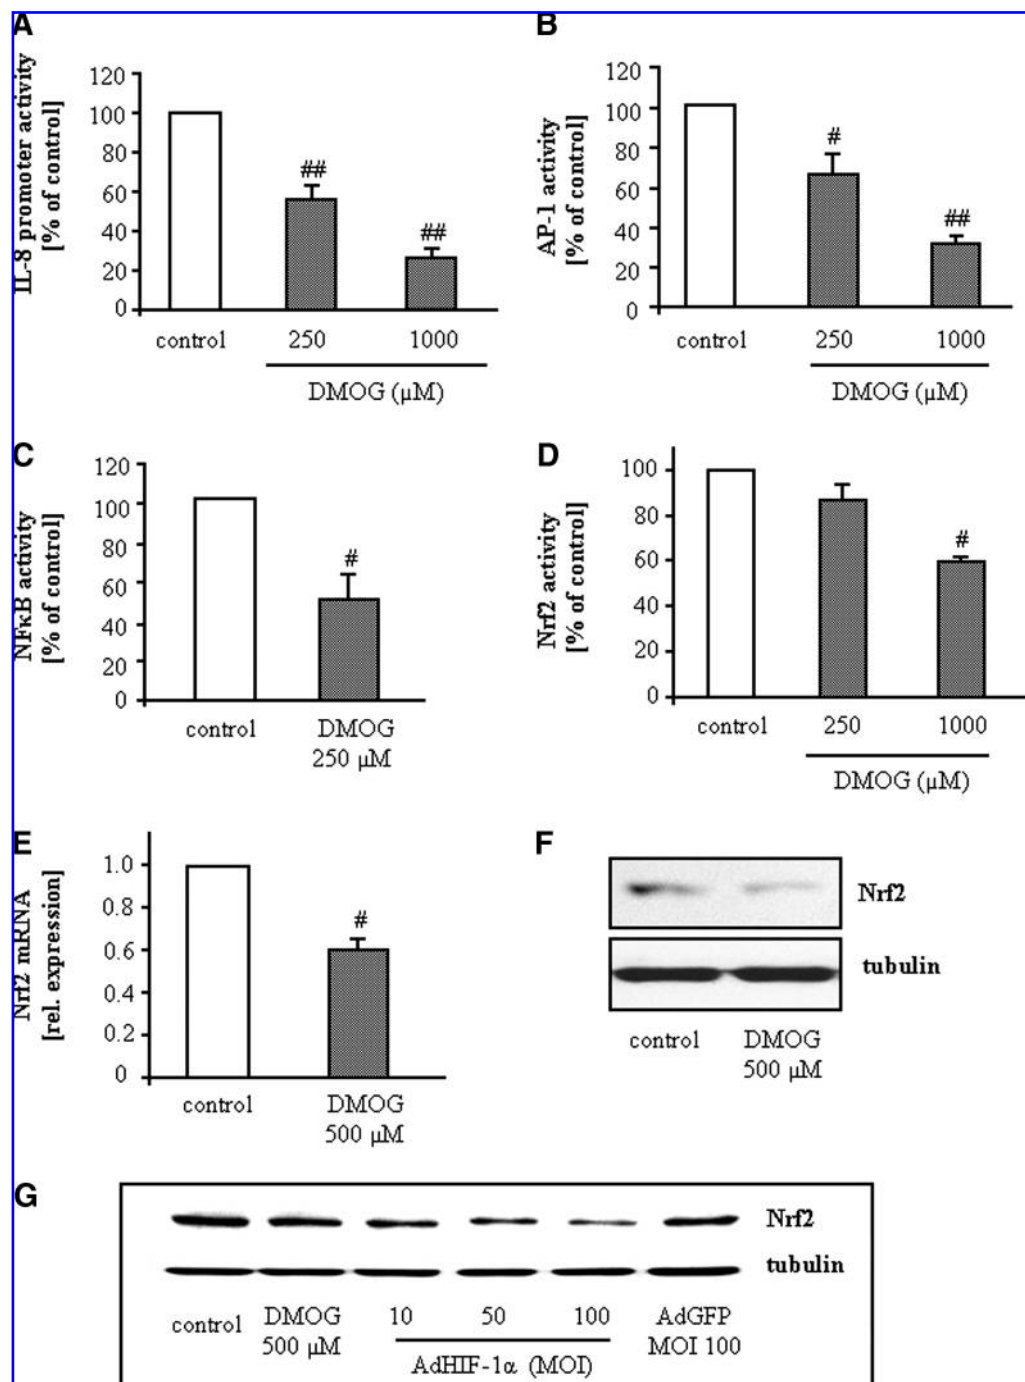 A
IL-8 promoter activity
[% of control]
120
100
80
60
40
20
0
##
##
control
250
1000
DMOG (µM)
B
AP-1 activity
[% of control]
120
100
80
60
40
20
0
#
##
control
250
1000
DMOG (µM)
C
NFκB activity
[% of control]
120
100
80
60
40
20
0
#
control
DMOG
250 µM
D
Nrf2 activity
[% of control]
100
80
60
40
20
0
#
control
250
1000
DMOG (µM)
E
Nrf2 mRNA
[rel. expression]
1.0
0.8
0.6
0.4
0.2
0
#
control
DMOG
500 µM
F
Nrf2
tubulin
control
DMOG
500 µM
G
Nrf2
tubulin
control
DMOG
500 µM
10
50
100
AdHIF-1α (MOI)
AdGFP
MOI 100